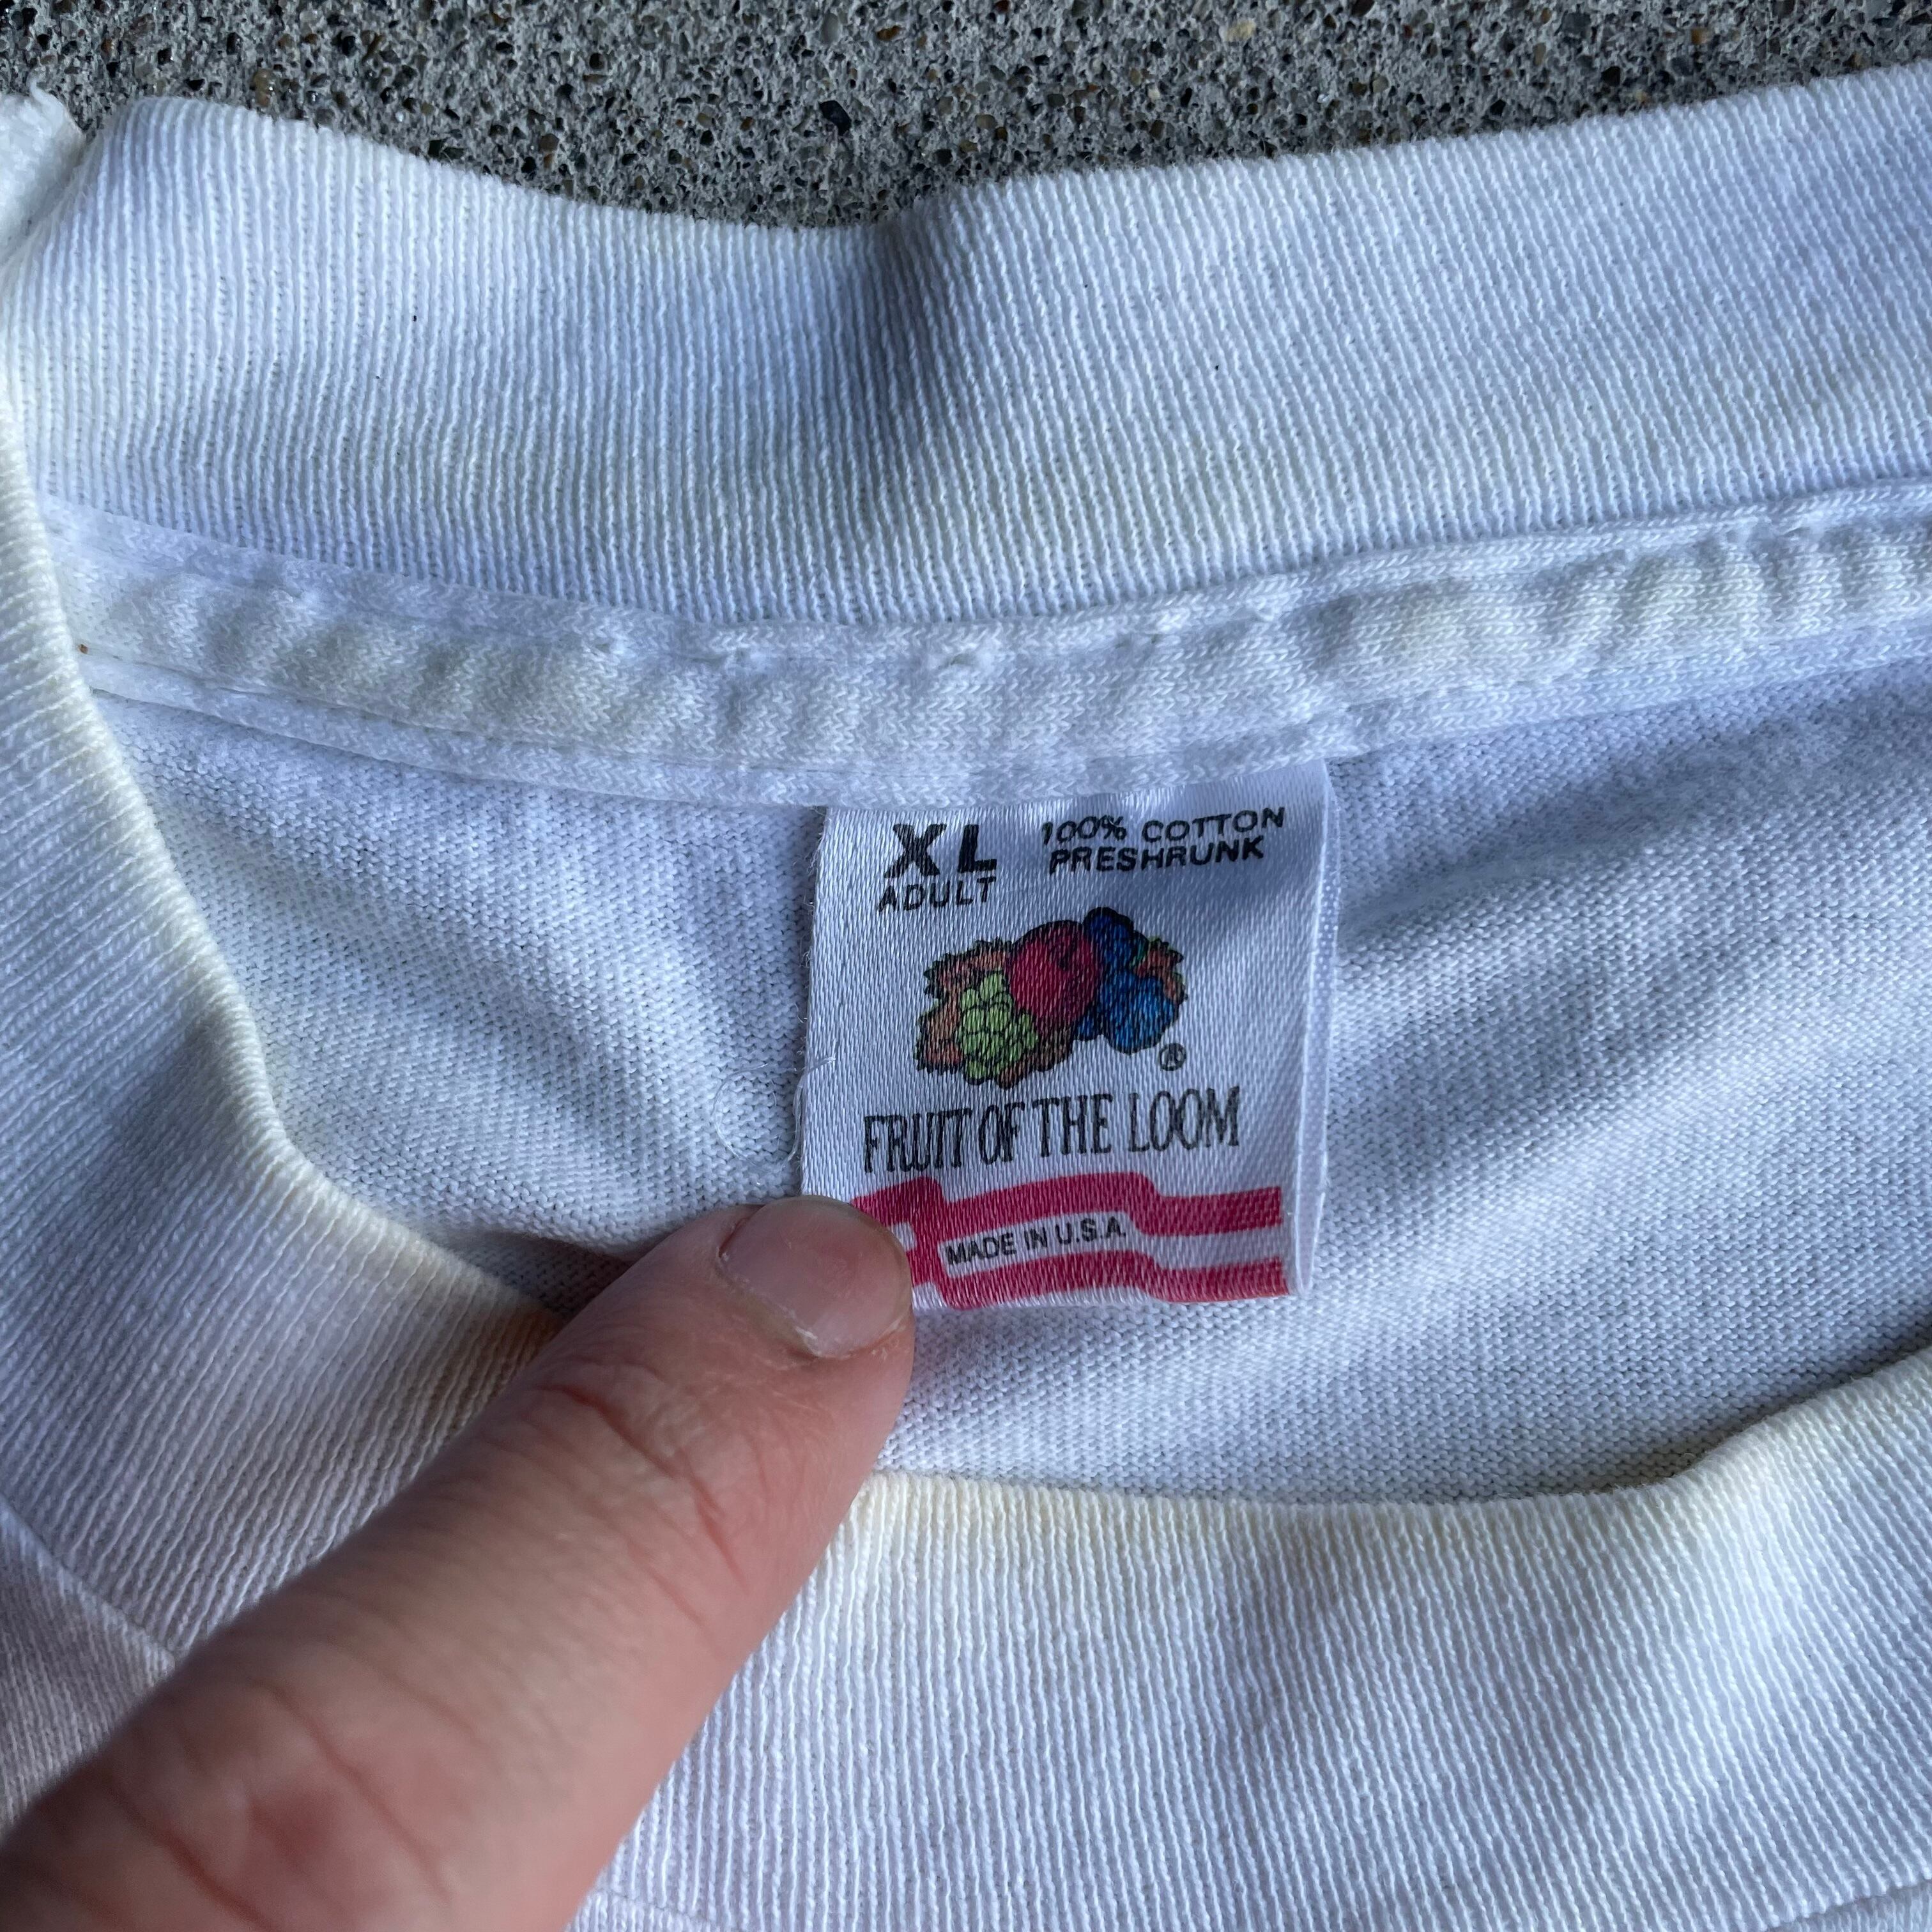 XL
ADULT
100% COTTON
PRESHRUNK
®
FRUIT OF THE LOOM
MADE IN U.S.A.